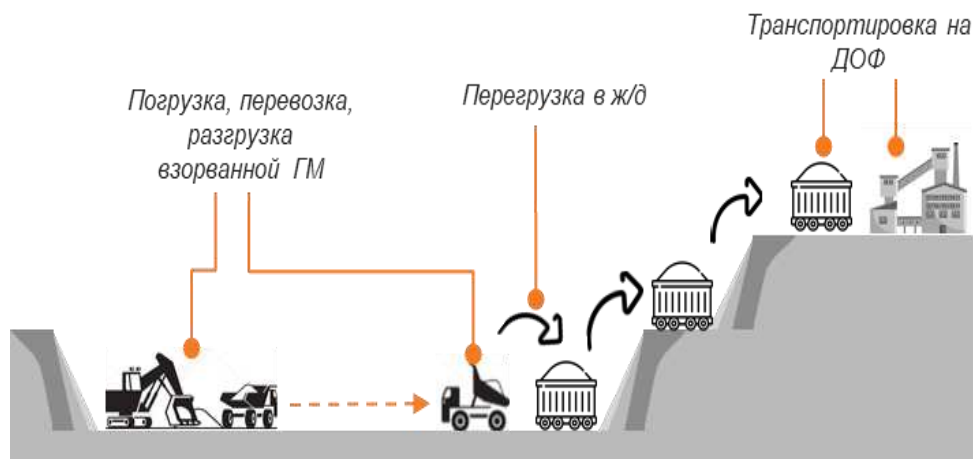 Погрузка, перевозка,
разгрузка
взорванной ГМ
Перегрузка в ж/д
Транспортировка на
ДОФ